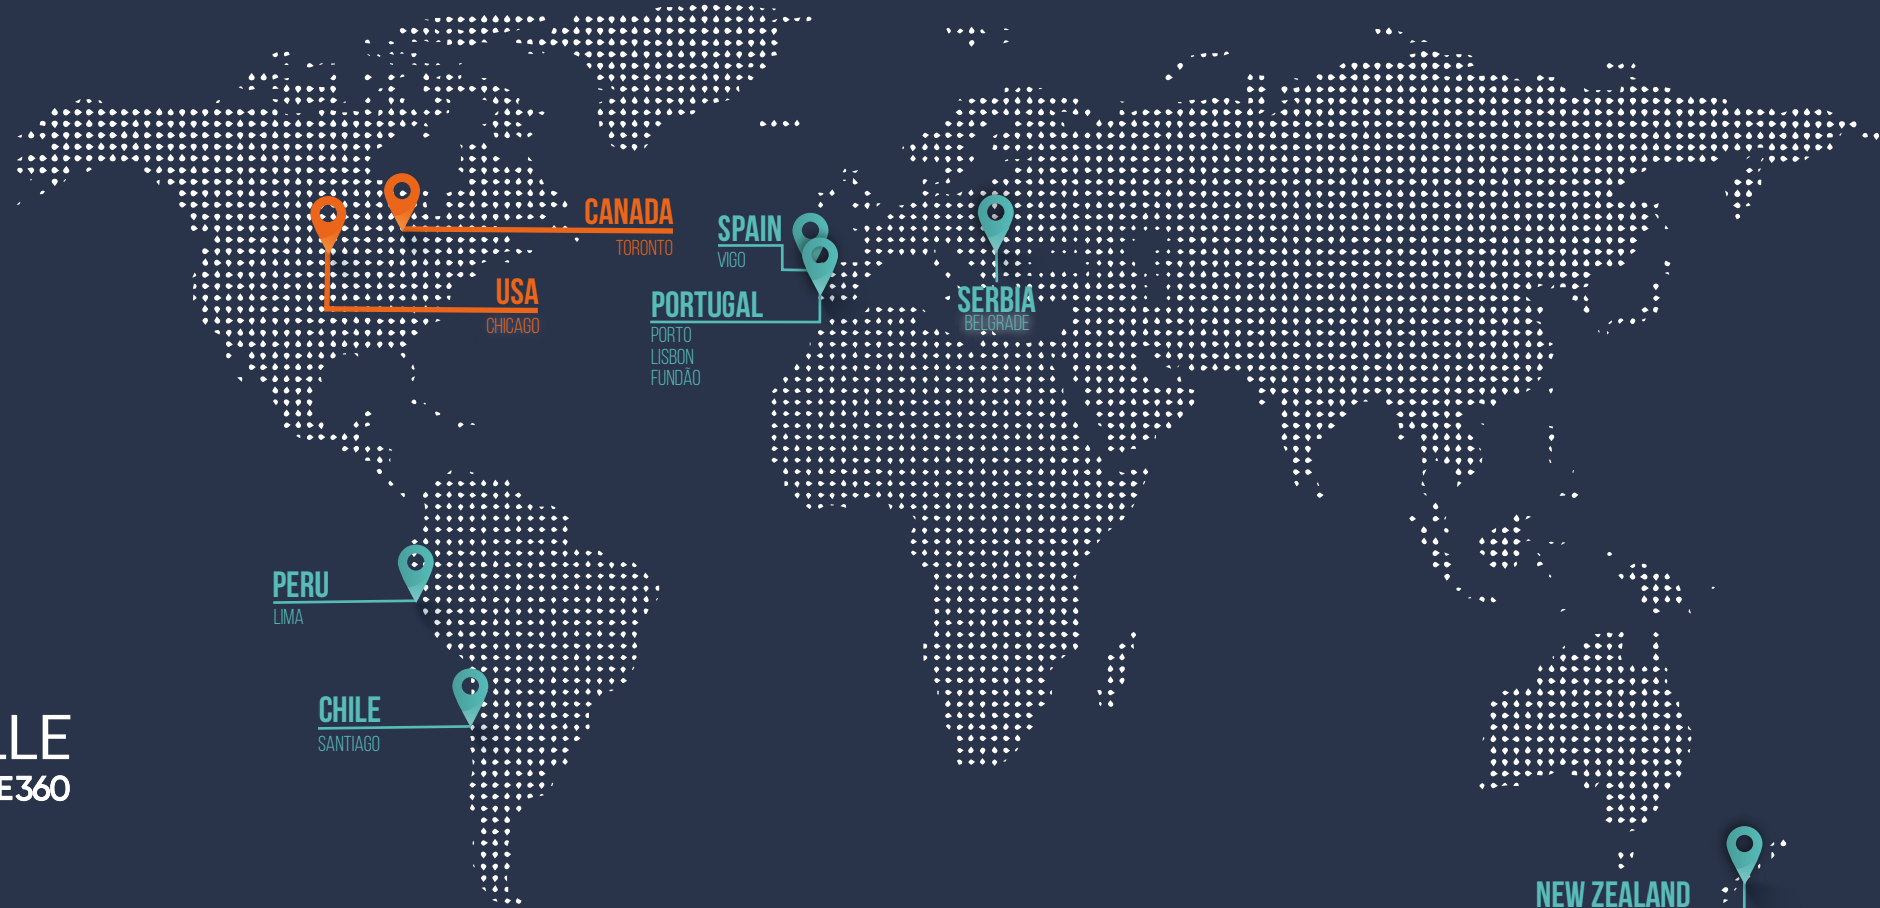 CANADA
TORONTO
SPAIN
VIGO
USA
CHICAGO
PORTUGAL
PORTO
LISBON
FUNDÃO
SERBIA
BELGRADE
PERU
LIMA
CHILE
SANTIAGO
LLE
E360
NEW ZEALAND